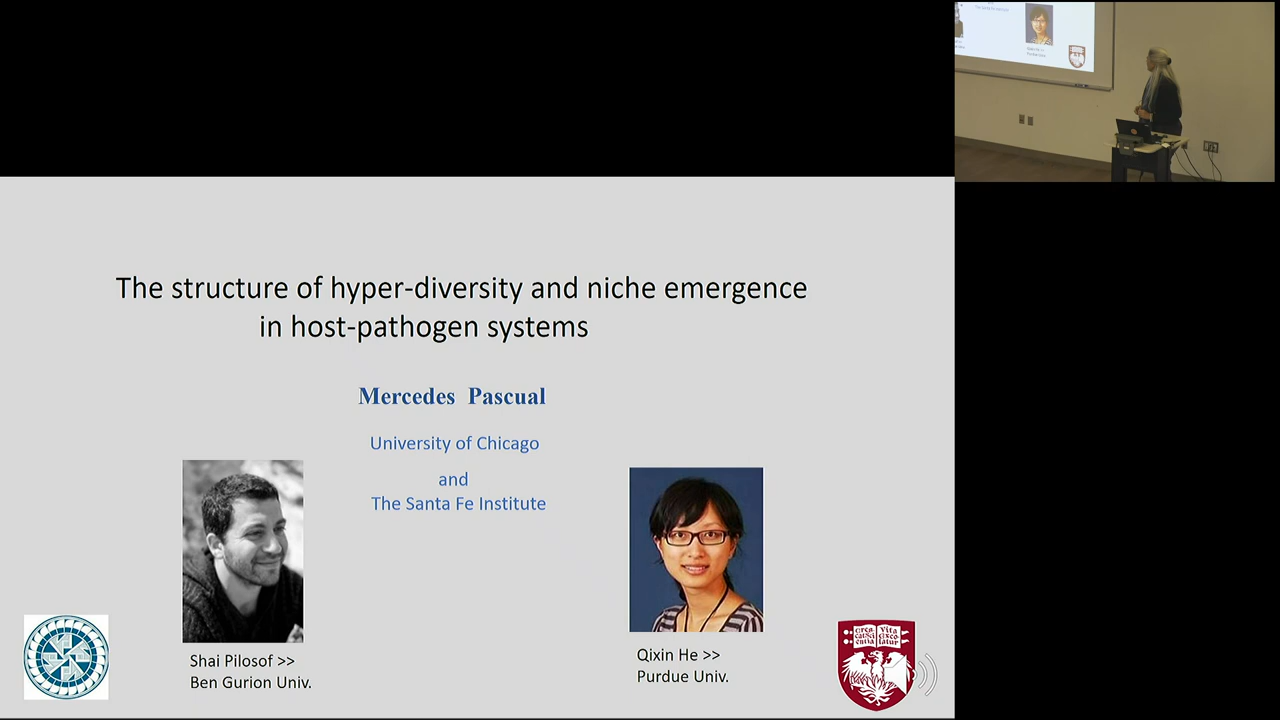 The structure of hyper-diversity and niche emergence
in host-pathogen systems
Mercedes Pascual
University of Chicago
and
The Santa Fe Institute
Shai Pilosof >>
Ben Gurion Univ.
Qixin He >>
Purdue Univ.